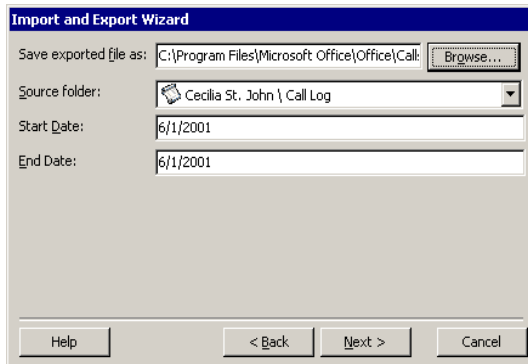 Import and Export Wizard
Save exported file as: C:\Program Files\Microsoft Office\Office\Call Browse...
Source folder: Cecilia St. John \ Call Log
Start Date: 6/1/2001
End Date: 6/1/2001
Help < Back Next > Cancel